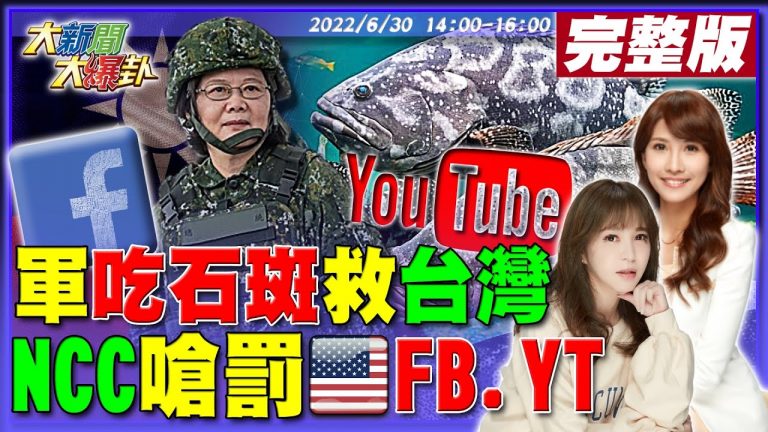 2022/6/30 14:00-16:00
完整版
大新聞
大爆卦
f
YouTube
軍吃石斑救台灣
NCC嗆罰FB.YT